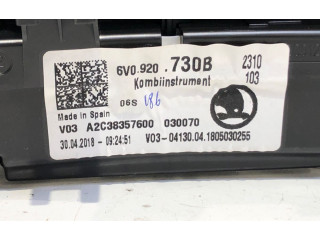 6V0.920.730B 2310
Kombiinstrument 103
06S 186
Made in Spain
V03 A2C38357600 030070
30.04.2018 - 09:24:51 V03-04130.04.1805030255